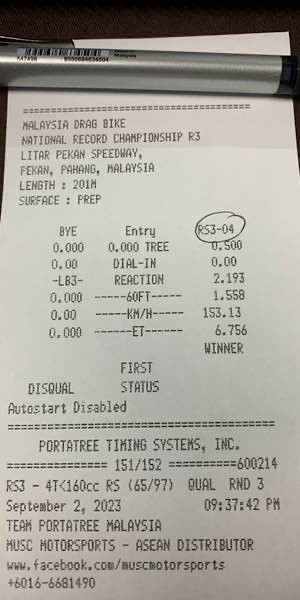 547498 9556084634504 Malaysia
==========================================
MALAYSIA DRAG BIKE
NATIONAL RECORD CHAMPIONSHIP R3
LITAR PEKAN SPEEDWAY,
PEKAN, PAHANG, MALAYSIA
LENGTH : 201M
SURFACE : PREP
BYE Entry RS3-04
0.000 0.000 TREE 0.500
0.00 DIAL-IN 0.00
-LB3- REACTION 2.193
0.000 ------60FT----- 1.558
0.00 ------KM/H------ 153.13
0.000 ------ET------ 6.756
WINNER
FIRST
DISQUAL STATUS
Autostart Disabled
==========================================
PORTATREE TIMING SYSTEMS, INC.
=============== 151/152 ==========600214
RS3 - 4T<160cc RS (65/97) QUAL RND 3
September 2, 2023 09:37:42 PM
TEAM PORTATREE MALAYSIA
MUSC MOTORSPORTS - ASEAN DISTRIBUTOR
www.facebook.com/muscmotorsports
+6016-6681490